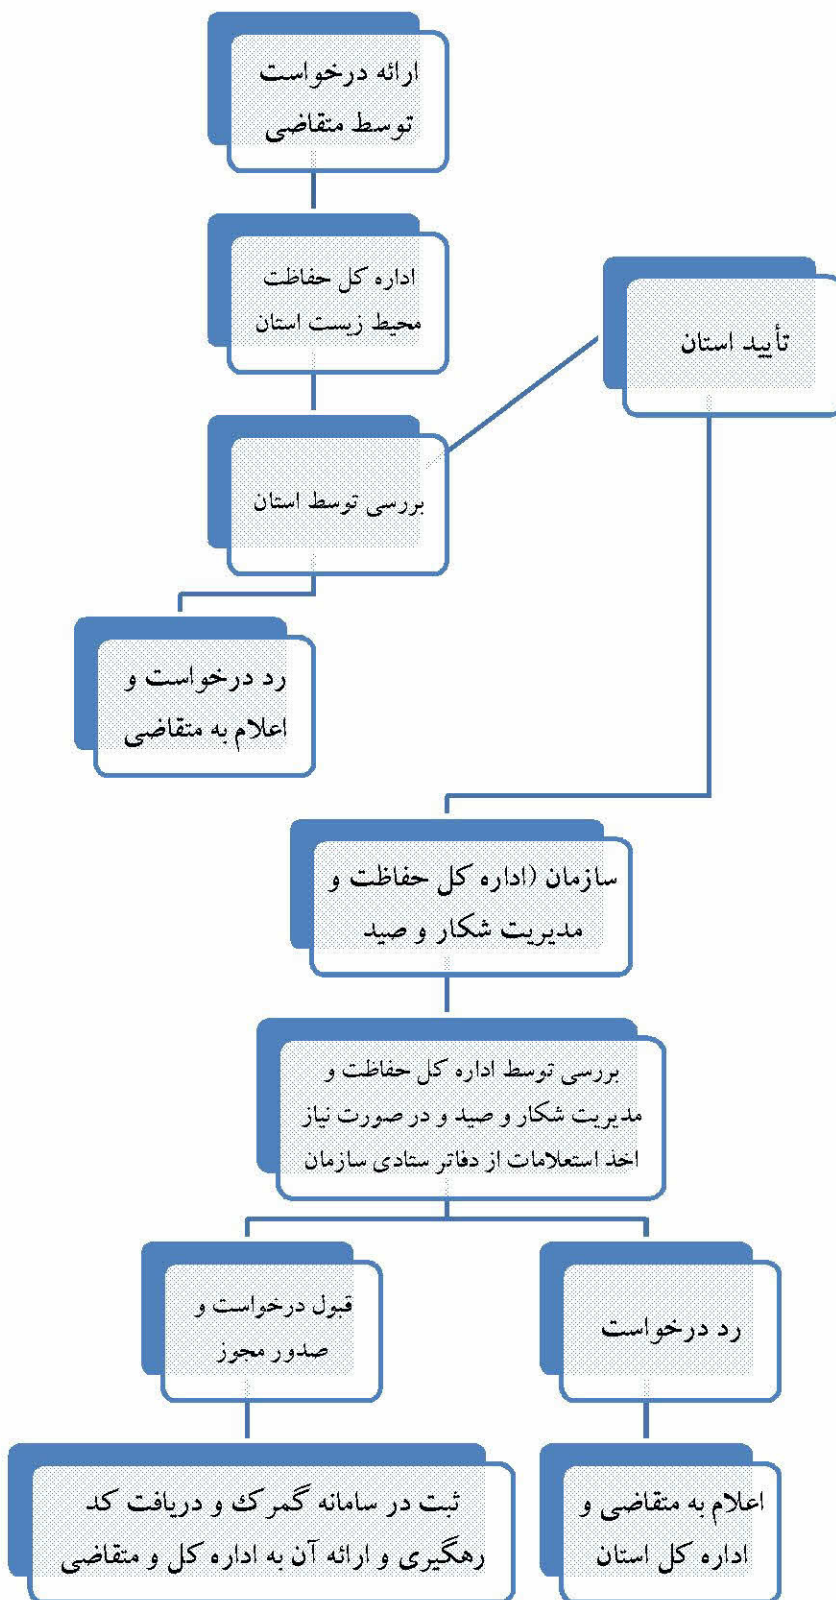 ارائه درخواست
توسط متقاضی
اداره کل حفاظت
محیط زیست استان
تأیید استان
بررسی توسط استان
رد درخواست و
اعلام به متقاضی
سازمان (اداره کل حفاظت و
مدیریت شکار و صید
بررسی توسط اداره کل حفاظت و
مدیریت شکار و صید و در صورت نیاز
اخذ استعلامات از دفاتر ستادی سازمان
قبول درخواست و
صدور مجوز
رد درخواست
ثبت در سامانه گمرک و دریافت کد
رهگیری و ارائه آن به اداره کل و متقاضی
اعلام به متقاضی و
اداره کل استان